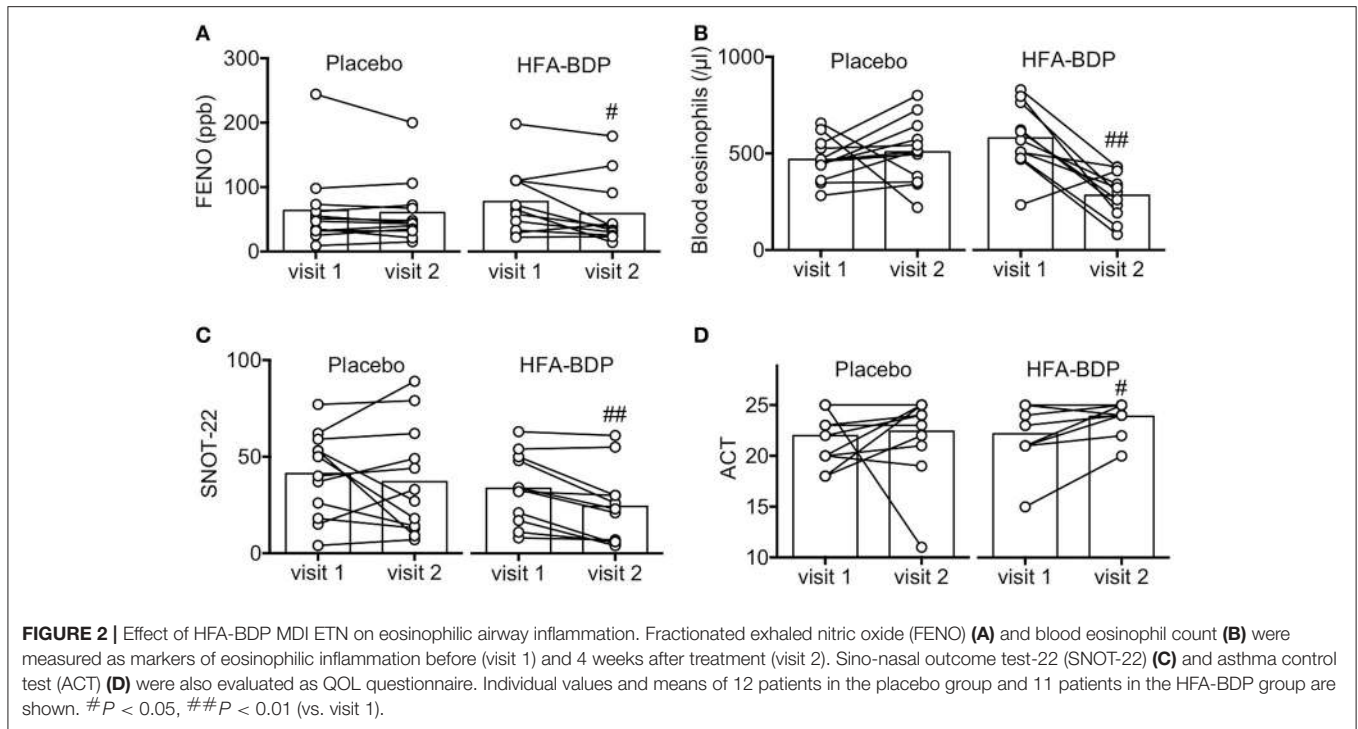 A
Placebo
HFA-BDP
#
300
200
100
0
FENO (ppb)
visit 1
visit 2
visit 1
visit 2
B
Placebo
HFA-BDP
##
1000
500
0
Blood eosinophils (/µl)
visit 1
visit 2
visit 1
visit 2
C
Placebo
HFA-BDP
##
100
50
0
SNOT-22
visit 1
visit 2
visit 1
visit 2
D
Placebo
HFA-BDP
#
25
20
15
10
ACT
visit 1
visit 2
visit 1
visit 2
FIGURE 2 | Effect of HFA-BDP MDI ETN on eosinophilic airway inflammation. Fractionated exhaled nitric oxide (FENO) (A) and blood eosinophil count (B) were
measured as markers of eosinophilic inflammation before (visit 1) and 4 weeks after treatment (visit 2). Sino-nasal outcome test-22 (SNOT-22) (C) and asthma control
test (ACT) (D) were also evaluated as QOL questionnaire. Individual values and means of 12 patients in the placebo group and 11 patients in the HFA-BDP group are
shown. #P < 0.05, ##P < 0.01 (vs. visit 1).